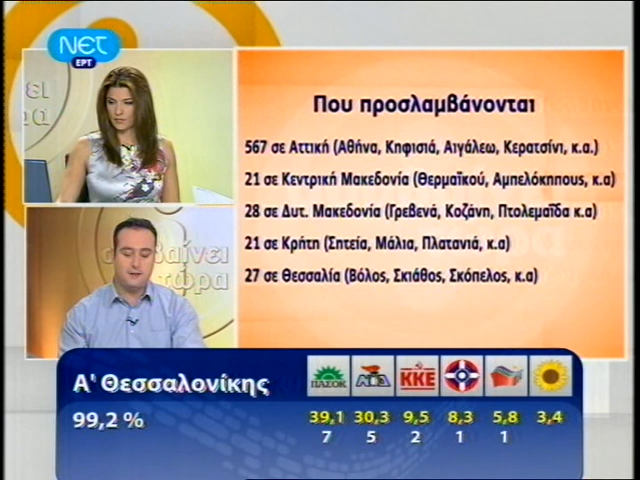 NET
ΕΡΤ
Που προσλαμβάνονται
567 σε Αττική (Αθήνα, Κηφισιά, Αιγάλεω, Κερατσίνι, κ.α.)
21 σε Κεντρική Μακεδονία (Θερμαϊκού, Αμπελόκηπους, κ.α)
28 σε Δυτ. Μακεδονία (Γρεβενά, Κοζάνη, Πτολεμαΐδα κ.α)
21 σε Κρήτη (Σητεία, Μάλια, Πλατανιά, κ.α)
27 σε Θεσσαλία (Βόλος, Σκιάθος, Σκόπελος, κ.α)
τώρα
Α' Θεσσαλονίκης
ΠΑΣΟΚ ΚΚΕ
99,2 % 39,1 30,3 9,5 8,3 5,8 3,4
7 5 2 1 1